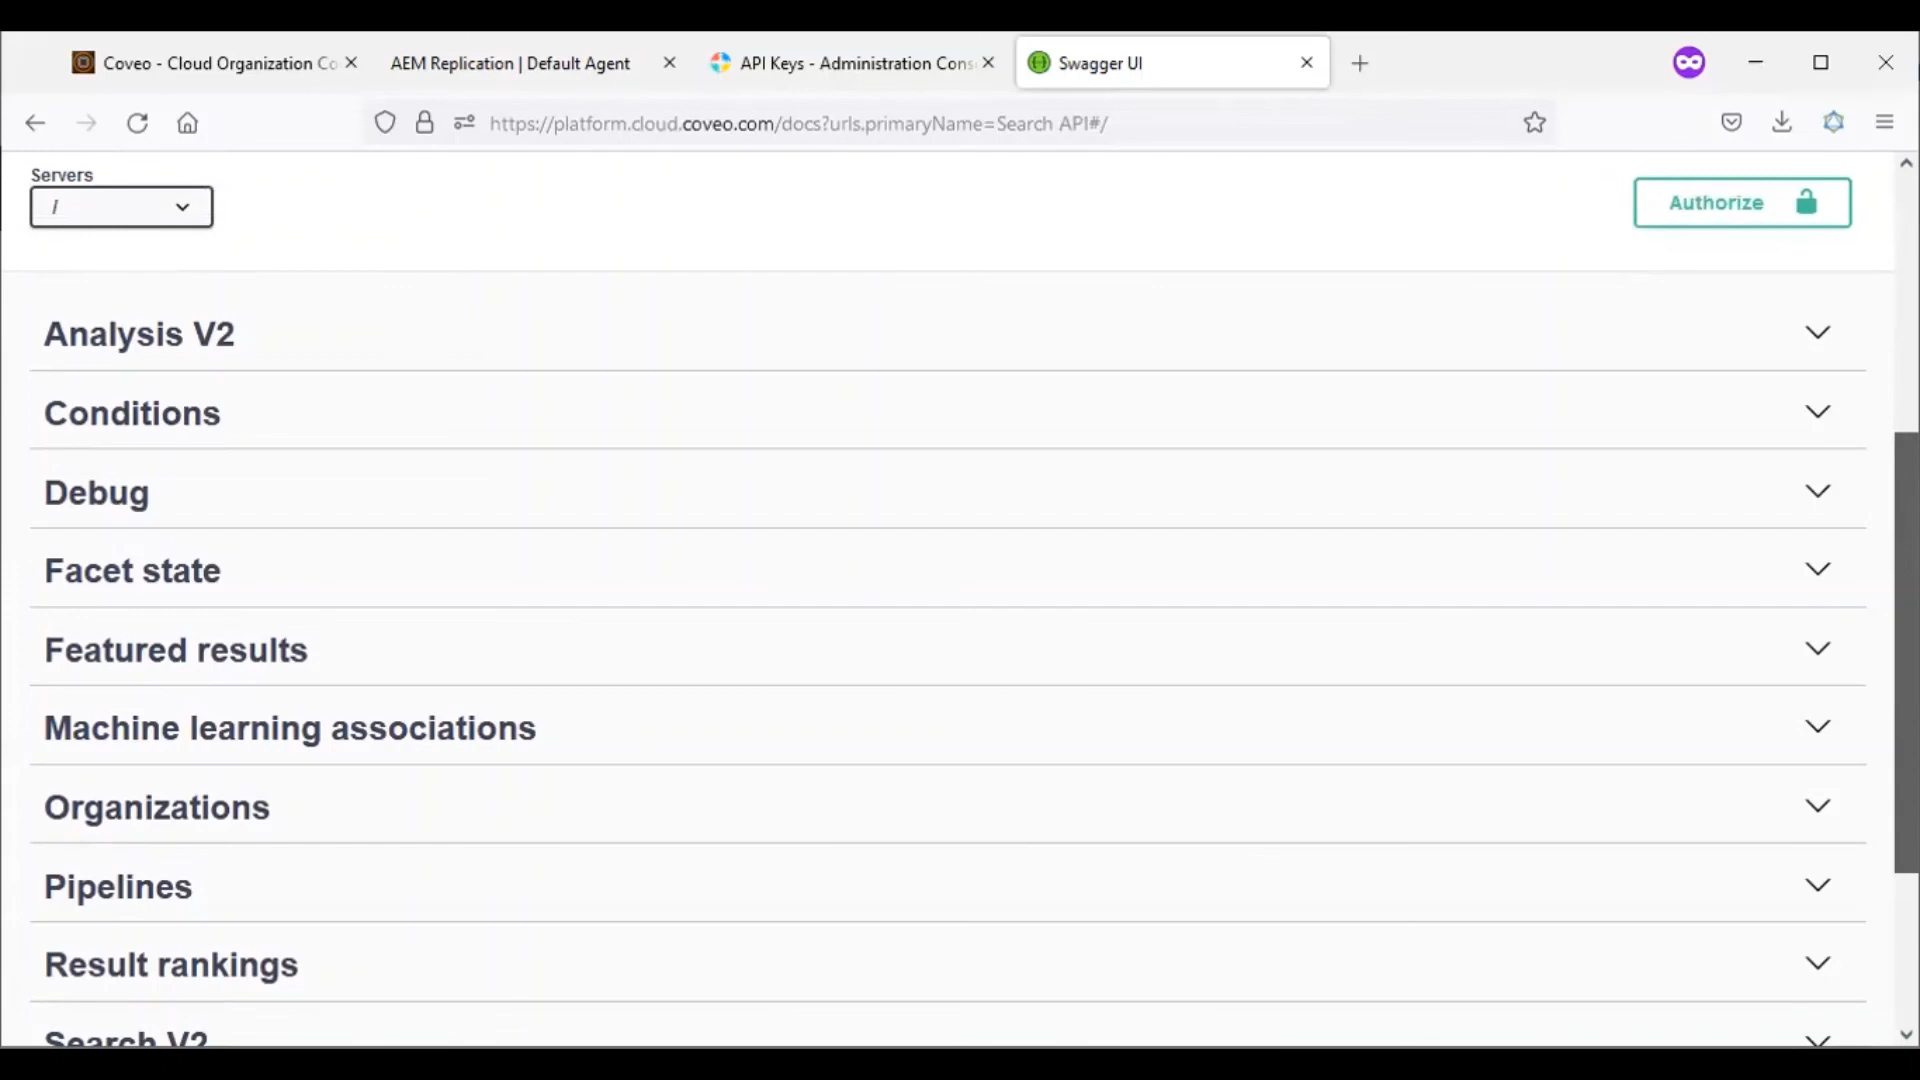 Coveo - Cloud Organization Co
AEM Replication | Default Agent
API Keys - Administration Cons
Swagger UI
https://platform.cloud.coveo.com/docs?urls.primaryName=Search API#/
Servers
/
Authorize
Analysis V2
Conditions
Debug
Facet state
Featured results
Machine learning associations
Organizations
Pipelines
Result rankings
Search V2